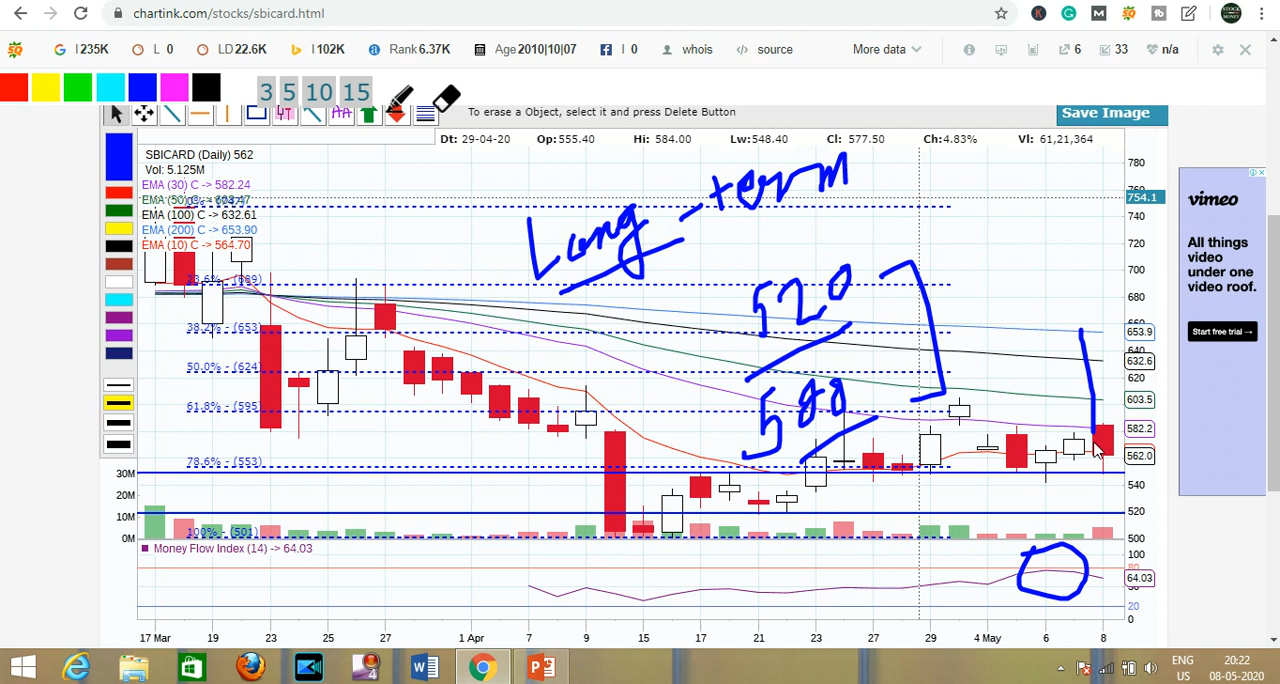 chartink.com/stocks/sbicard.html
I 235K
L 0
LD 22.6K
I 102K
Rank 6.37K
Age 2010|10|07
I 0
whois
source
More data
6
33
n/a
3 5 10 15
To erase a Object, select it and press Delete Button
Save Image
Dt: 29-04-20 Op: 555.40 Hi: 584.00 Lw: 548.40 Cl: 577.50 Ch: 4.83% Vl: 61,21,364
SBICARD (Daily) 562
Vol: 5.125M
EMA (30) C -> 582.24
EMA (100) C -> 632.61
EMA (200) C -> 653.90
EMA (10) C -> 564.70
Long-term
520
588
23.6% - (689)
38.2% - (653)
50.0% - (624)
61.8% - (595)
78.6% - (553)
100% - (501)
780
754.1
740
720
700
680
653.9
640
632.6
620
603.5
582.2
562.0
540
520
500
30M
20M
10M
0M
Money Flow Index (14) -> 64.03
100
80
64.03
20
0
17 Mar 19 23 25 27 1 Apr 7 9 15 17 21 23 27 29 4 May 6 8
vimeo
All things
video
under one
video roof.
Start free trial →
ENG
US
20:22
08-05-2020